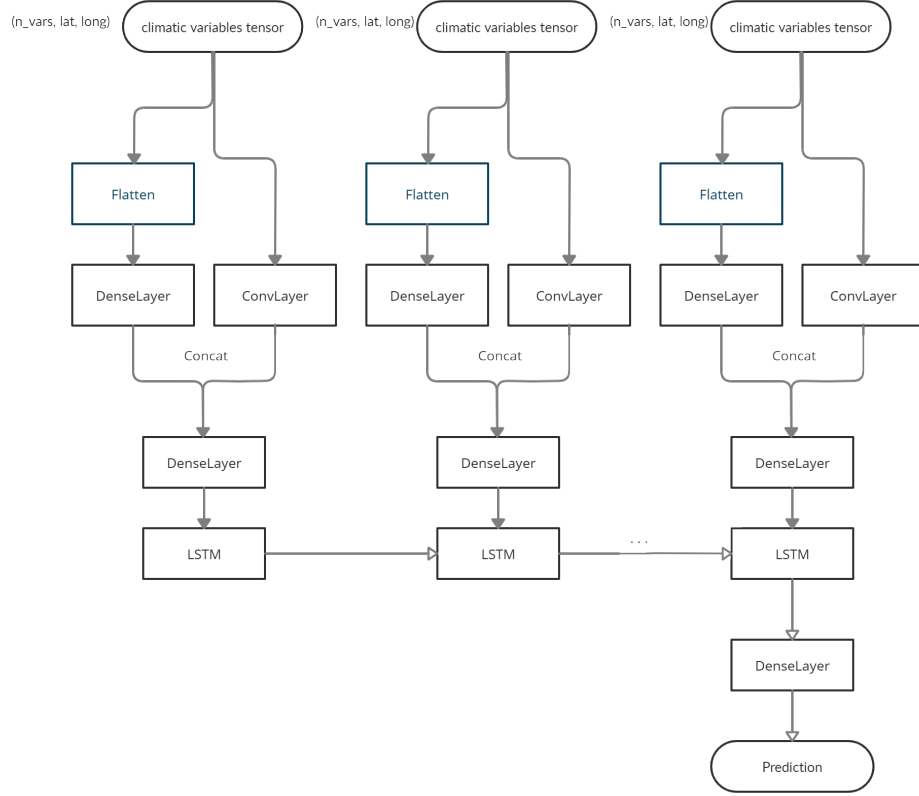 (n_vars, lat, long) climatic variables tensor (n_vars, lat, long) climatic variables tensor (n_vars, lat, long) climatic variables tensor
Flatten Flatten Flatten
DenseLayer ConvLayer DenseLayer ConvLayer DenseLayer ConvLayer
Concat Concat Concat
DenseLayer DenseLayer DenseLayer
. . .
LSTM LSTM LSTM
DenseLayer
Prediction